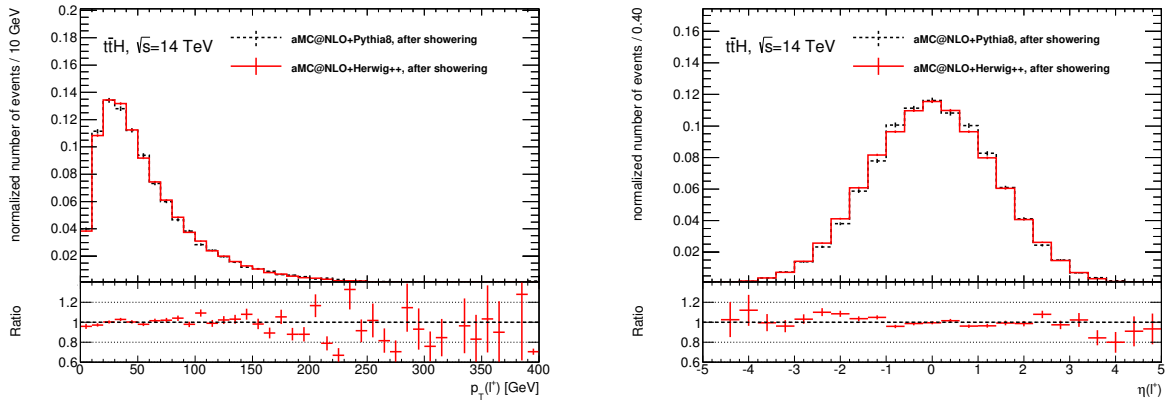 normalized number of events / 10 GeV
0.2
0.18
0.16
0.14
0.12
0.1
0.08
0.06
0.04
0.02
tt̄H, √s=14 TeV
aMC@NLO+Pythia8, after showering
aMC@NLO+Herwig++, after showering
Ratio
1.2
1
0.8
0.6
0 50 100 150 200 250 300 350 400
p_T(l⁺) [GeV]
normalized number of events / 0.40
0.16
0.14
0.12
0.1
0.08
0.06
0.04
0.02
tt̄H, √s=14 TeV
aMC@NLO+Pythia8, after showering
aMC@NLO+Herwig++, after showering
Ratio
1.2
1
0.8
0.6
-5 -4 -3 -2 -1 0 1 2 3 4 5
η(l⁺)